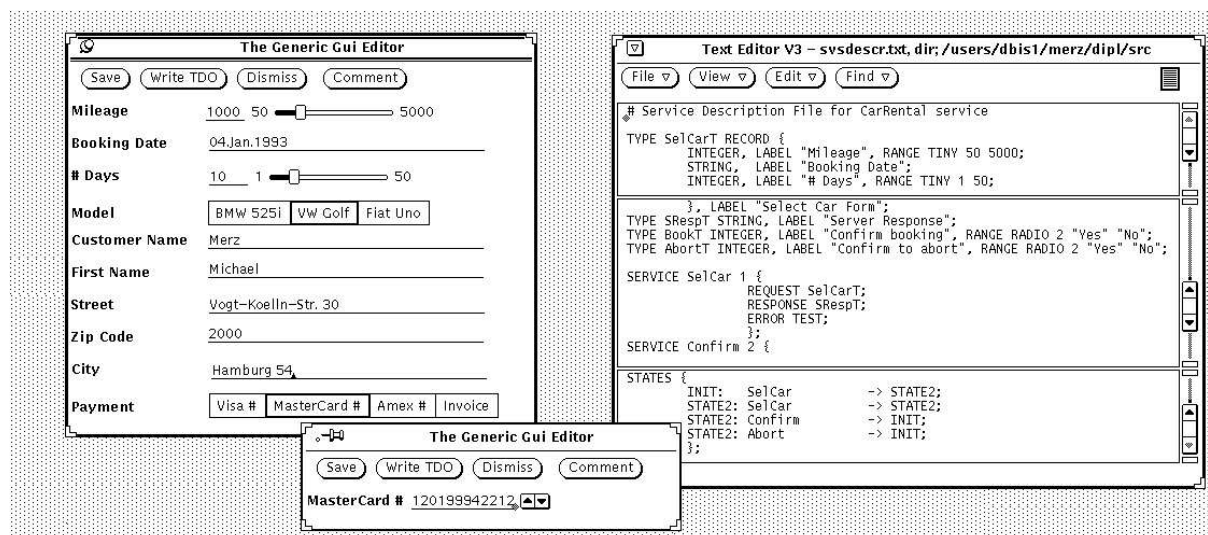 The Generic Gui Editor
Save Write TDO Dismiss Comment
Mileage 1000 50 5000
Booking Date 04.Jan.1993
# Days 10 1 50
Model BMW 525i VW Golf Fiat Uno
Customer Name Merz
First Name Michael
Street Vogt-Koelln-Str. 30
Zip Code 2000
City Hamburg 54
Payment Visa # MasterCard # Amex # Invoice
The Generic Gui Editor
Save Write TDO Dismiss Comment
MasterCard # 120199942212
Text Editor V3 - svsdescr.txt, dir; /users/dbis1/merz/dipl/src
File View Edit Find
# Service Description File for CarRental service
TYPE SelCarT RECORD {
INTEGER, LABEL "Mileage", RANGE TINY 50 5000;
STRING, LABEL "Booking Date";
INTEGER, LABEL "# Days", RANGE TINY 1 50;
}, LABEL "Select Car Form";
TYPE SRespT STRING, LABEL "Server Response";
TYPE BookT INTEGER, LABEL "Confirm booking", RANGE RADIO 2 "Yes" "No";
TYPE AbortT INTEGER, LABEL "Confirm to abort", RANGE RADIO 2 "Yes" "No";
SERVICE SelCar 1 {
REQUEST SelCarT;
RESPONSE SRespT;
ERROR TEST;
};
SERVICE Confirm 2 {
STATES {
INIT: SelCar -> STATE2;
STATE2: SelCar -> STATE2;
STATE2: Confirm -> INIT;
STATE2: Abort -> INIT;
};